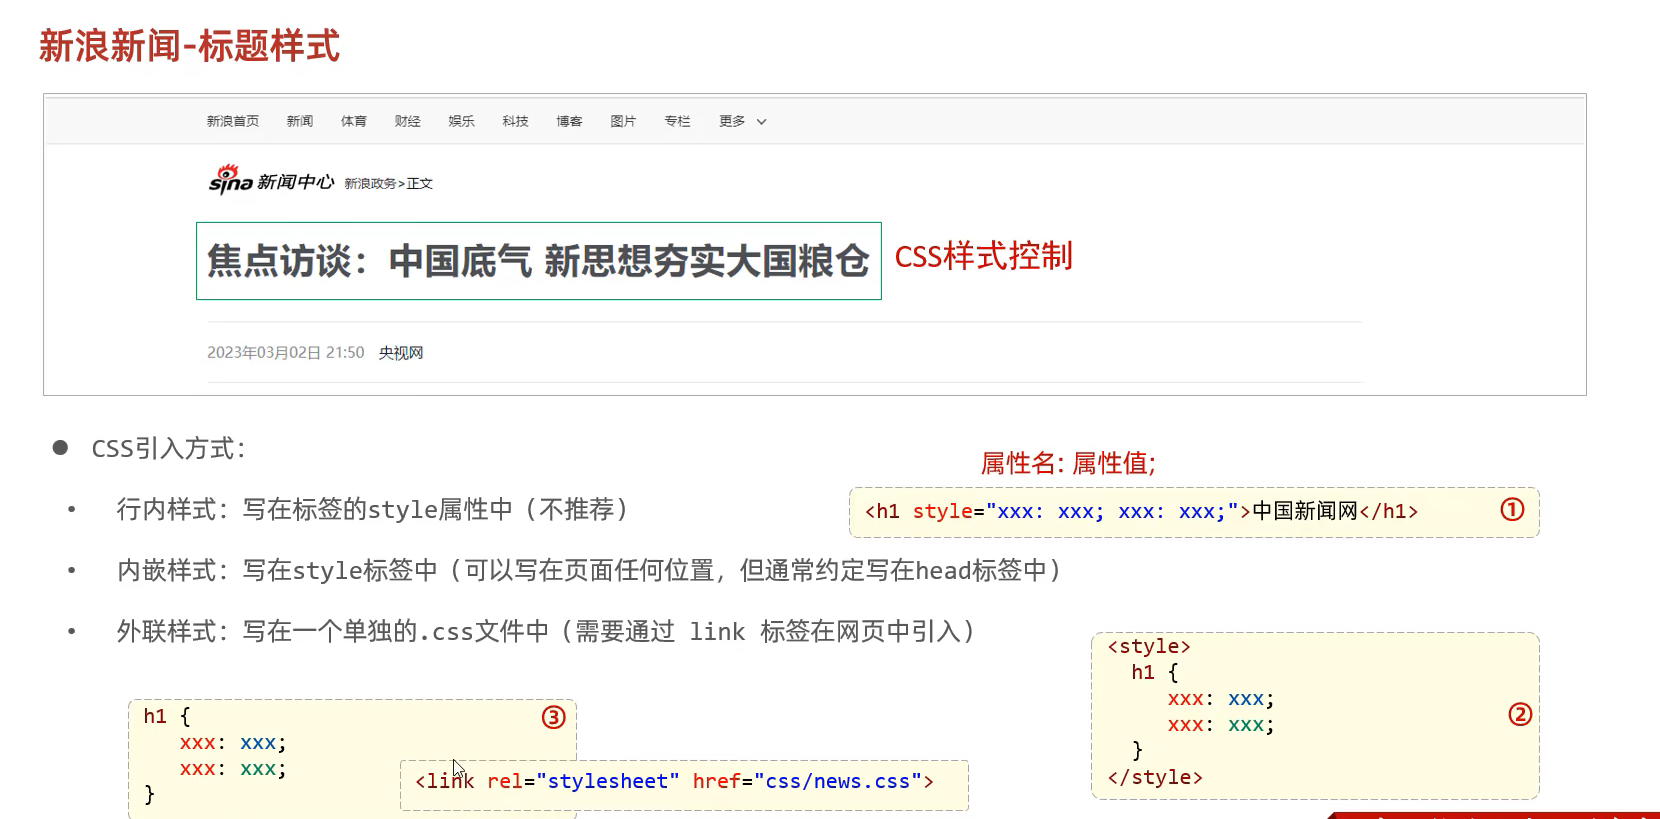 新浪新闻-标题样式
新浪首页 新闻 体育 财经 娱乐 科技 博客 图片 专栏 更多
sina 新闻中心 新浪政务>正文
焦点访谈：中国底气 新思想夯实大国粮仓
CSS样式控制
2023年03月02日 21:50 央视网
● CSS引入方式：
属性名: 属性值;
• 行内样式：写在标签的style属性中（不推荐）
<h1 style="xxx: xxx; xxx: xxx;">中国新闻网</h1> ①
• 内嵌样式：写在style标签中（可以写在页面任何位置，但通常约定写在head标签中）
• 外联样式：写在一个单独的.css文件中（需要通过 link 标签在网页中引入）
<style>
h1 {
xxx: xxx;
xxx: xxx;
}
</style>
②
h1 {
xxx: xxx;
xxx: xxx;
}
③
<link rel="stylesheet" href="css/news.css">